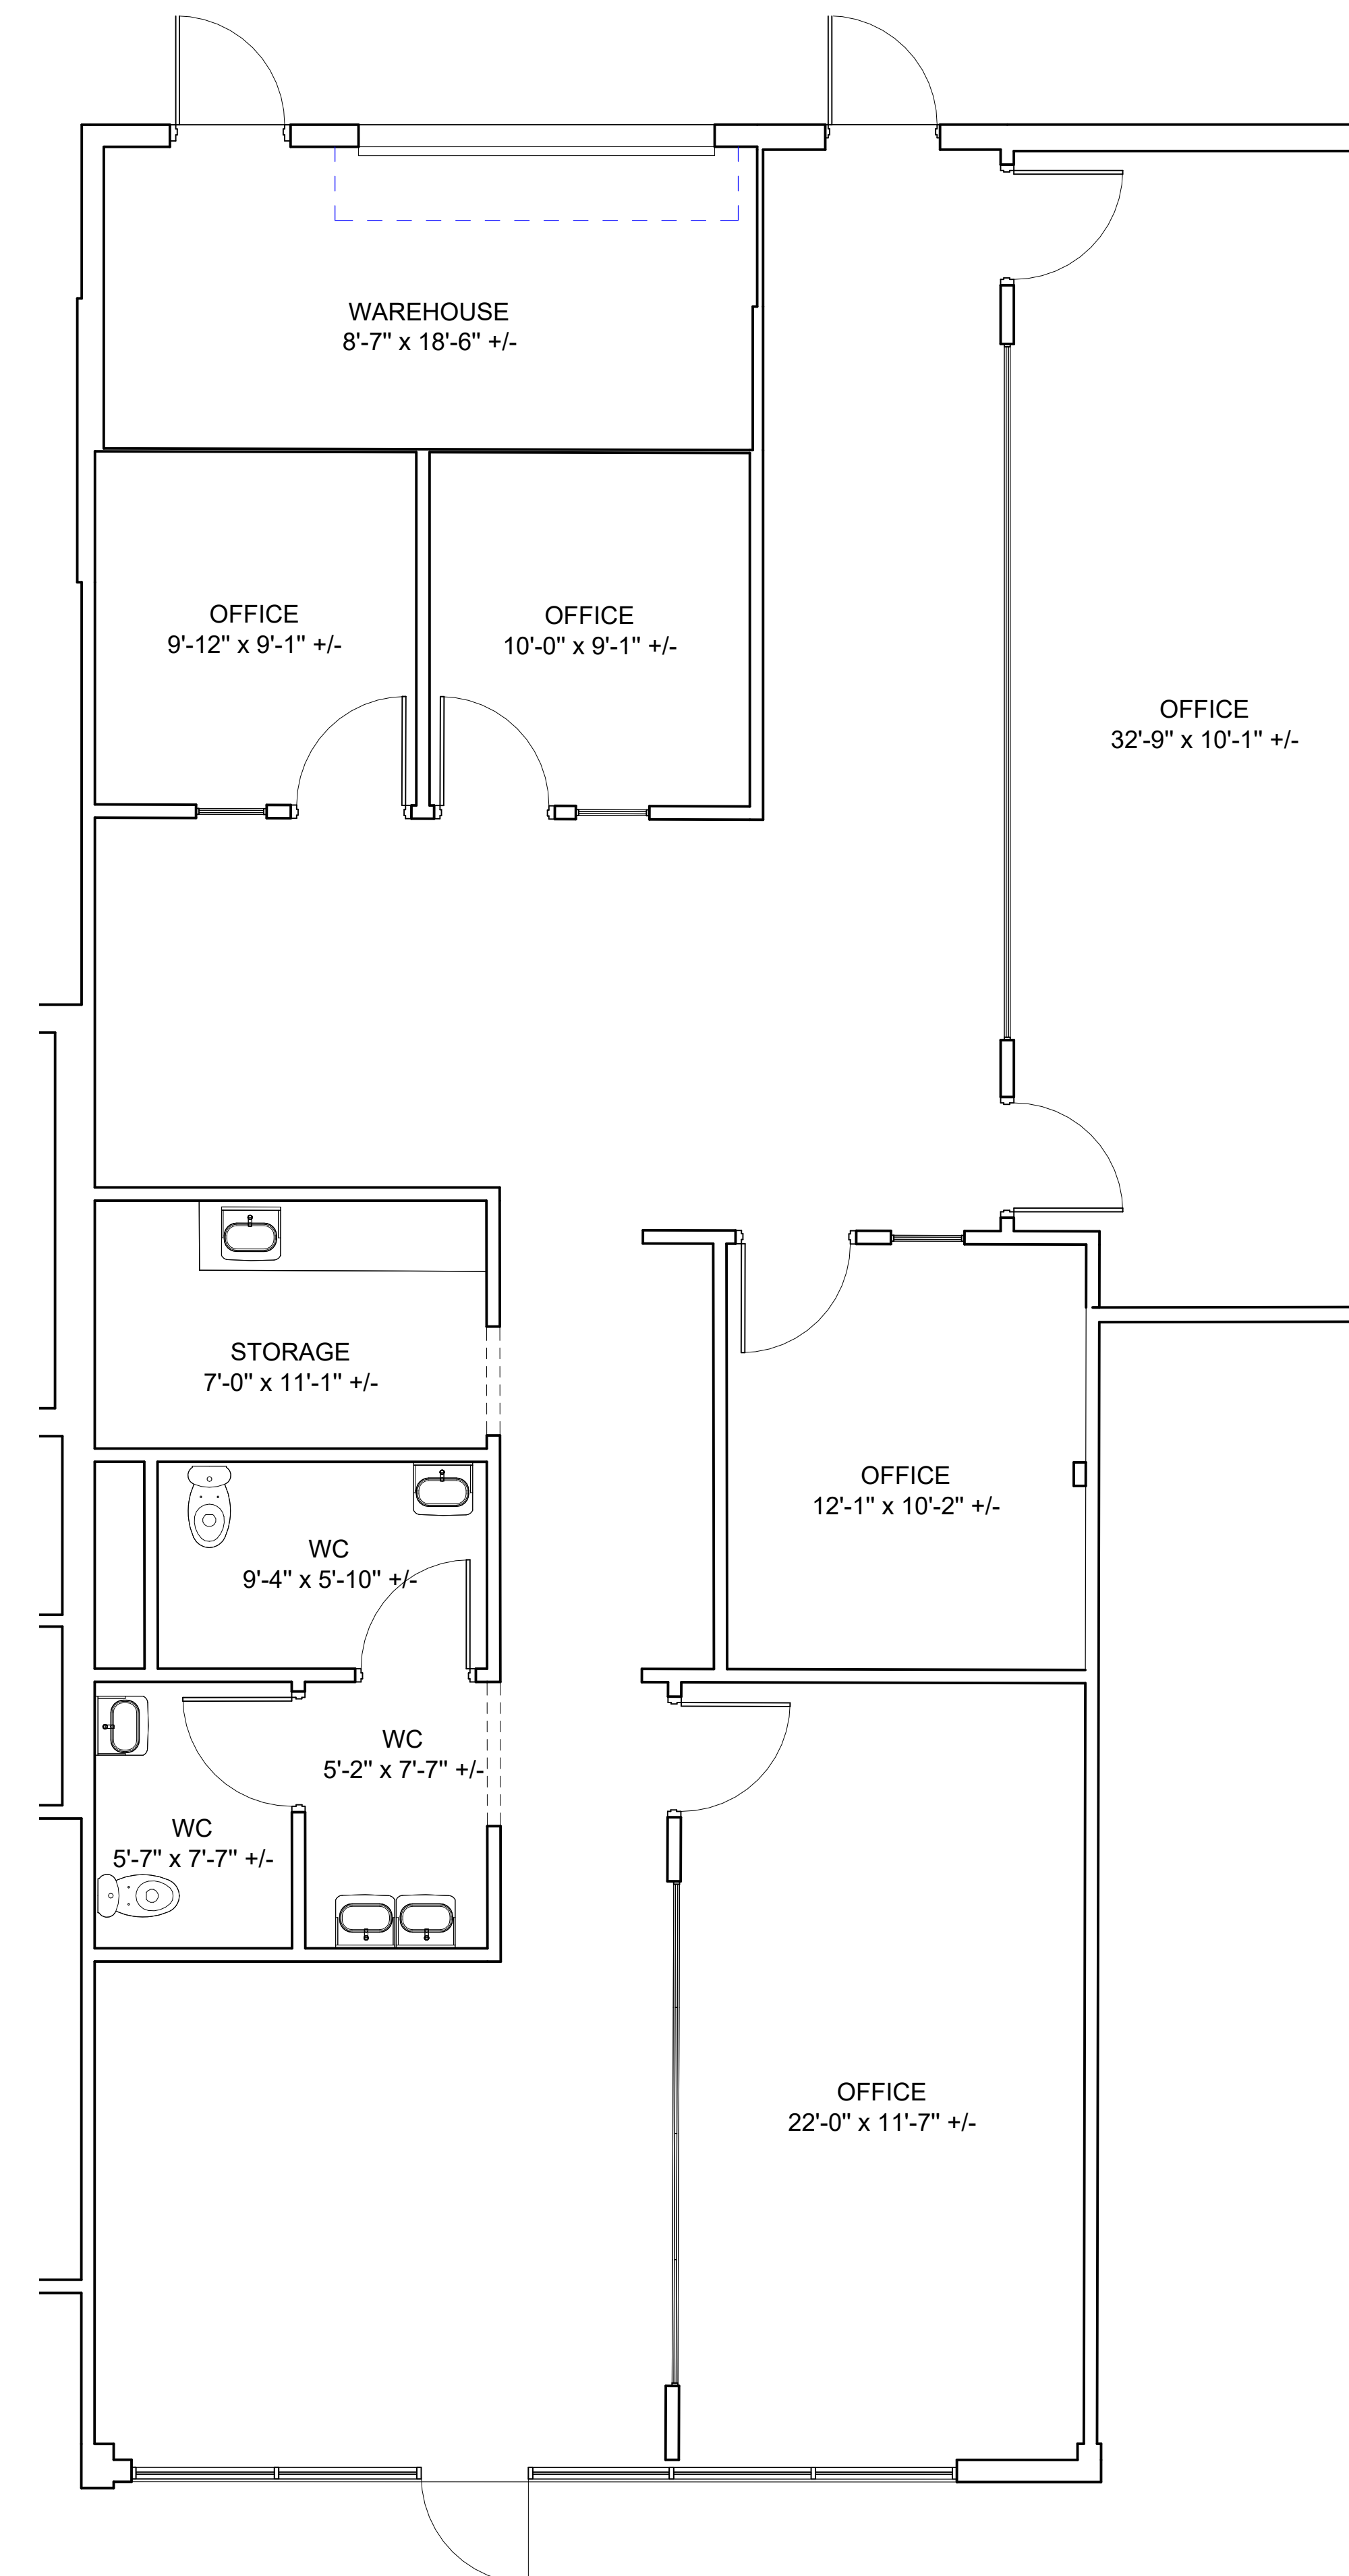 WAREHOUSE
8'-7" x 18'-6" +/-
OFFICE
9'-12" x 9'-1" +/-
OFFICE
10'-0" x 9'-1" +/-
OFFICE
32'-9" x 10'-1" +/-
STORAGE
7'-0" x 11'-1" +/-
OFFICE
12'-1" x 10'-2" +/-
WC
9'-4" x 5'-10" +/-
WC
5'-2" x 7'-7" +/-
WC
5'-7" x 7'-7" +/-
OFFICE
22'-0" x 11'-7" +/-